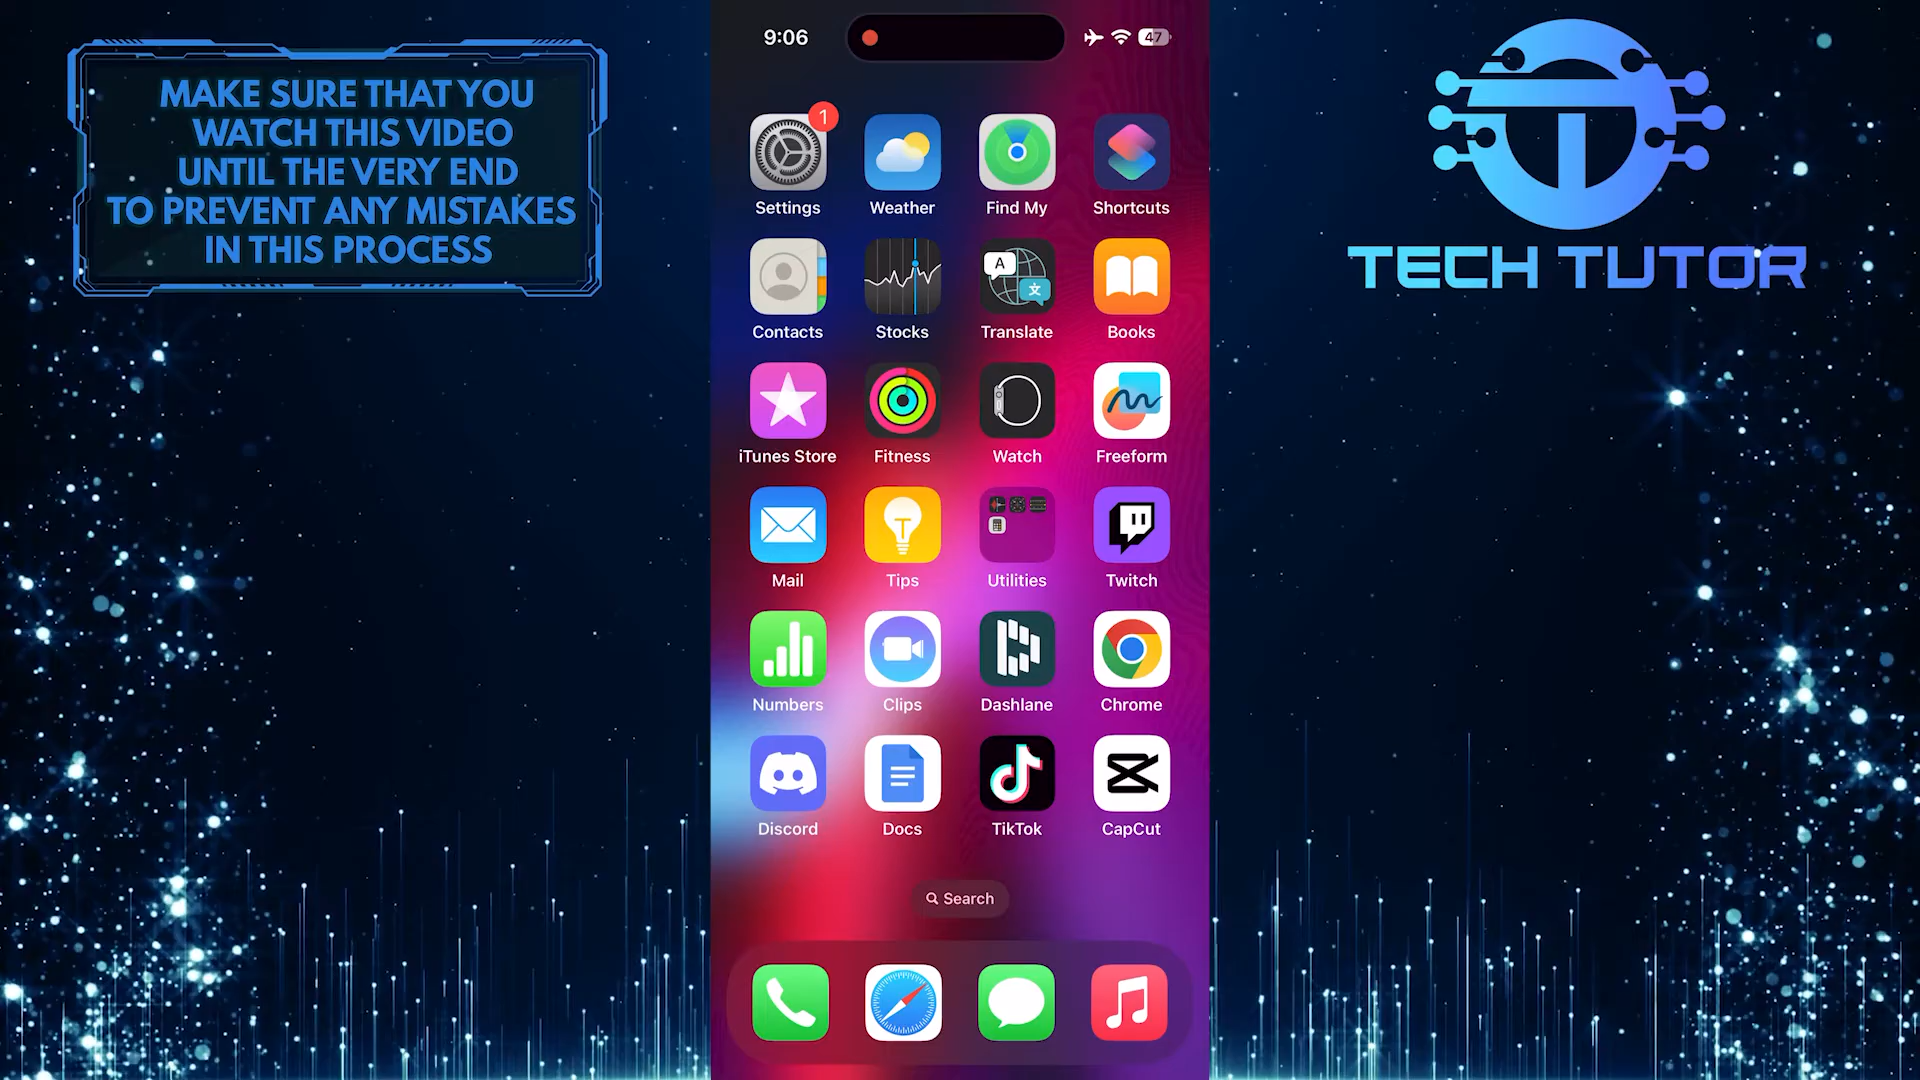 MAKE SURE THAT YOU
WATCH THIS VIDEO
UNTIL THE VERY END
TO PREVENT ANY MISTAKES
IN THIS PROCESS
9:06
47
TECH TUTOR
1
Settings
Weather
Find My
Shortcuts
A
文
Contacts
Stocks
Translate
Books
iTunes Store
Fitness
Watch
Freeform
Mail
Tips
Utilities
Twitch
Numbers
Clips
Dashlane
Chrome
Discord
Docs
TikTok
CapCut
Search